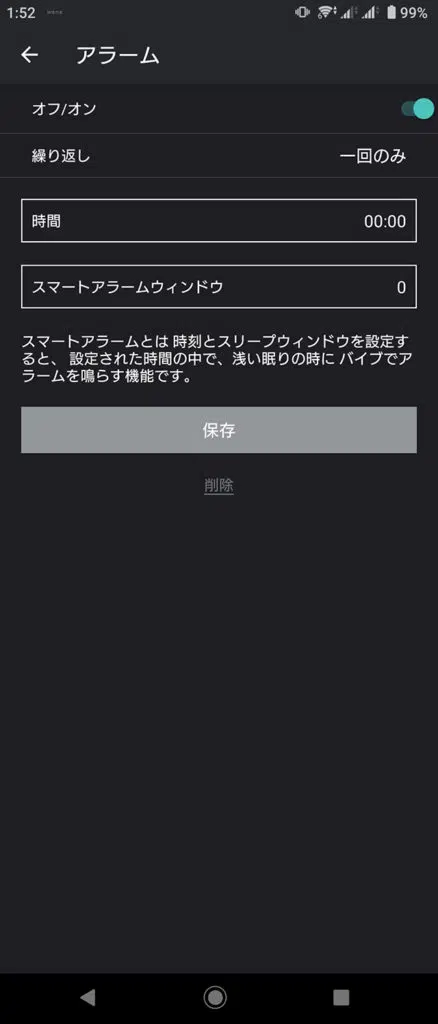 1:52 wena 99%
アラーム
オフ/オン
繰り返し 一回のみ
時間 00:00
スマートアラームウィンドウ 0
スマートアラームとは 時刻とスリープウィンドウを設定す
ると、 設定された時間の中で、浅い眠りの時に バイブでア
ラームを鳴らす機能です。
保存
削除